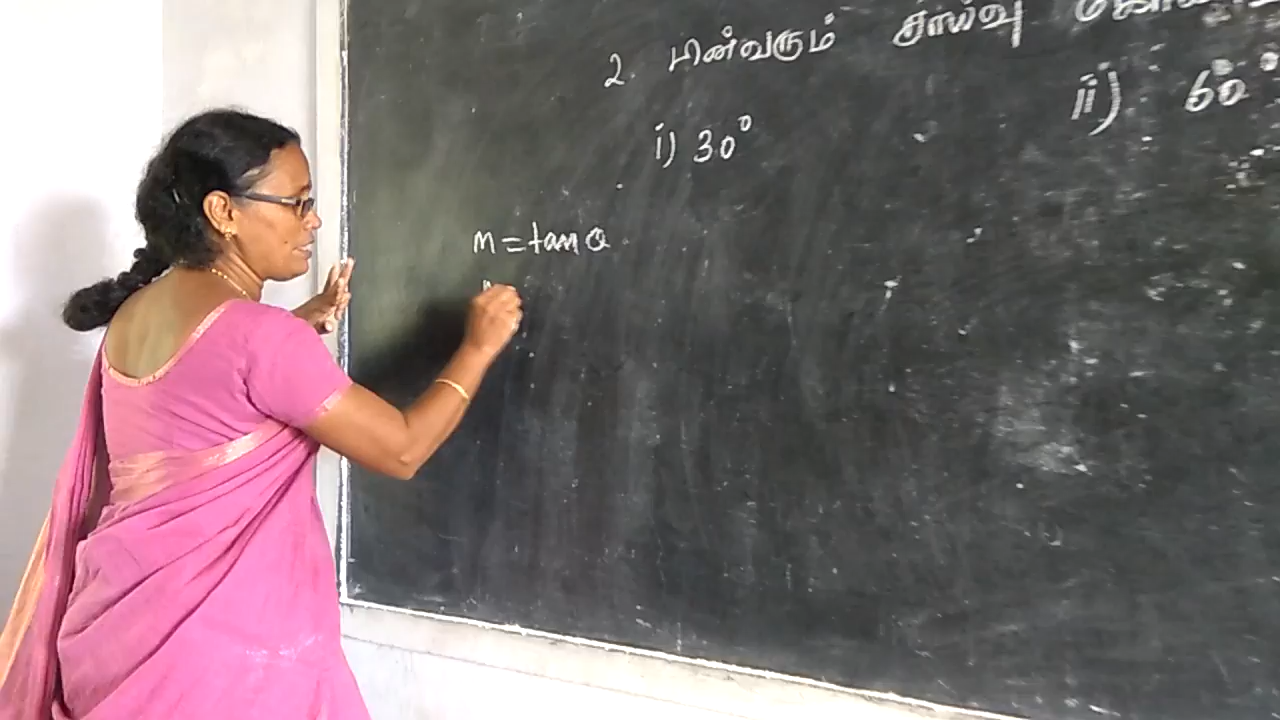 2. பின்வரும் சாய்வு
i) 30° ii) 60°
m = tan θ